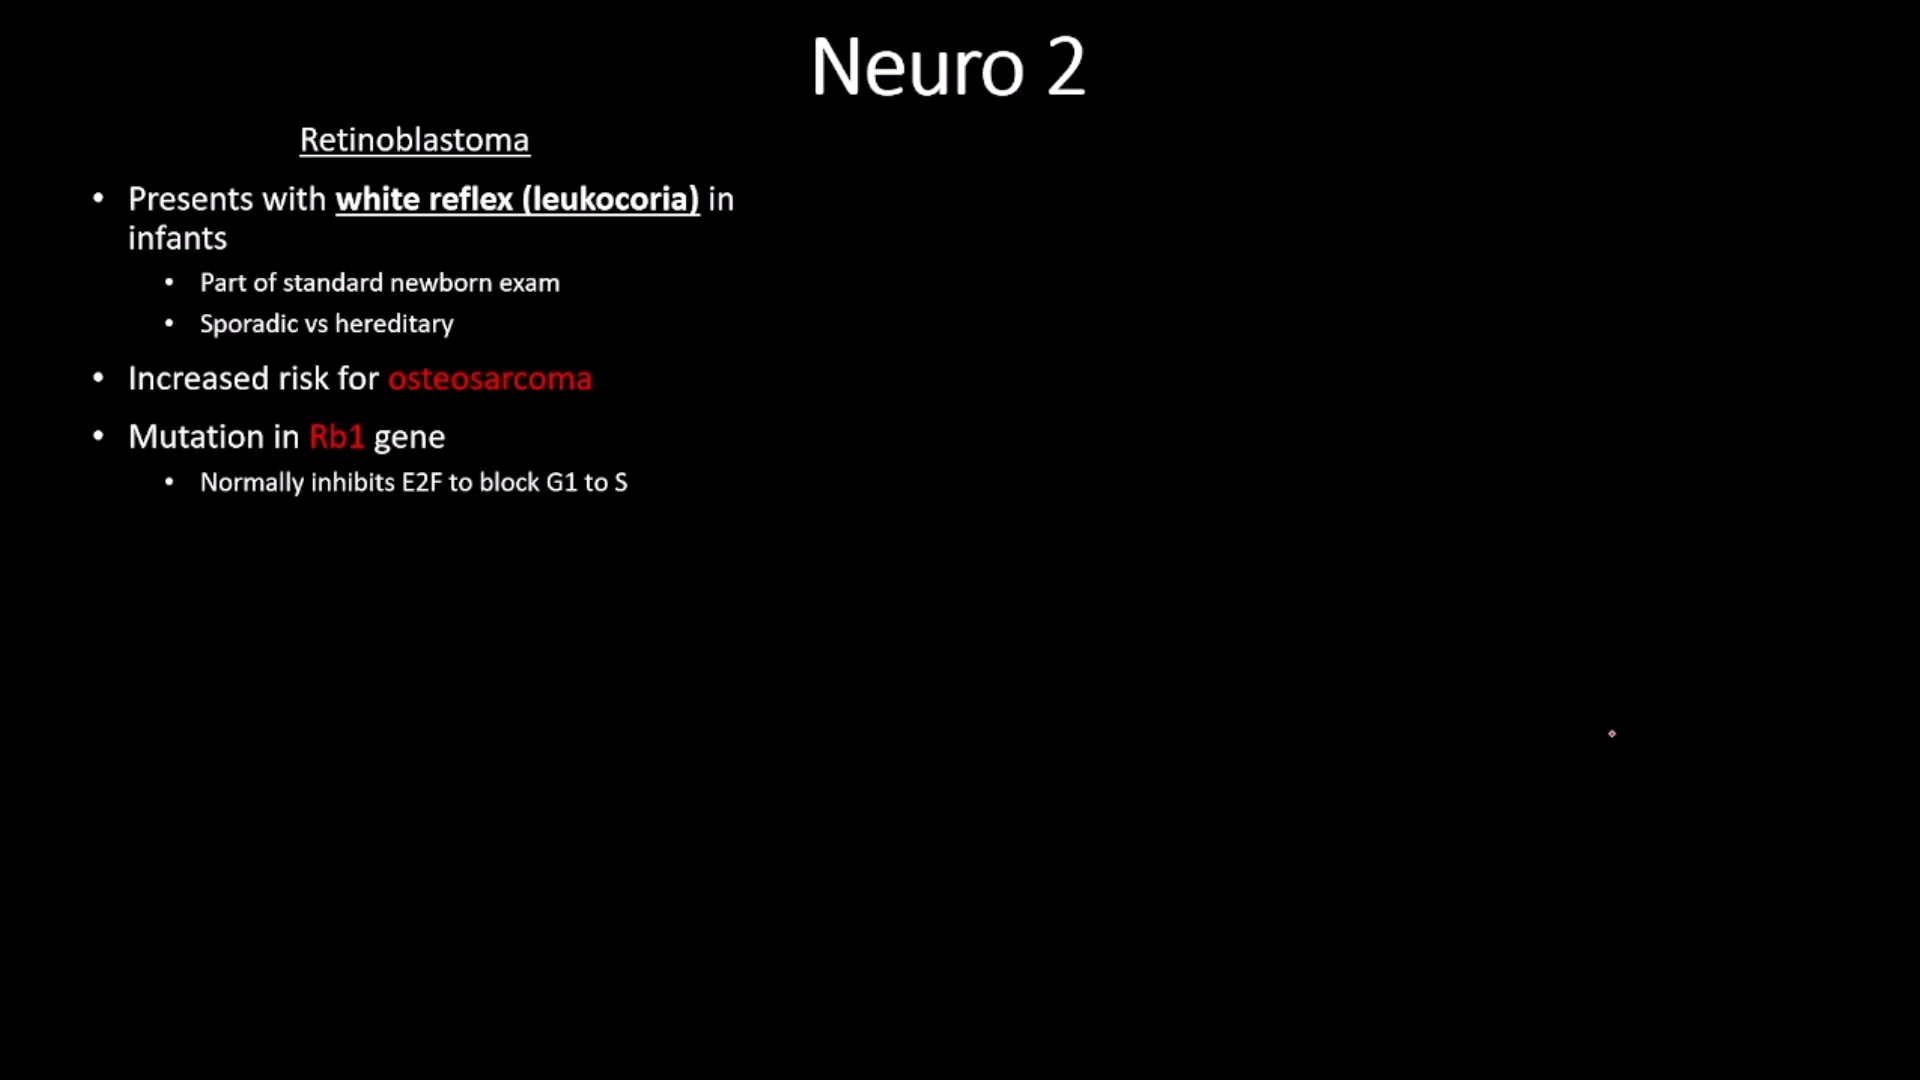 Neuro 2
Retinoblastoma
• Presents with white reflex (leukocoria) in
infants
• Part of standard newborn exam
• Sporadic vs hereditary
• Increased risk for osteosarcoma
• Mutation in Rb1 gene
• Normally inhibits E2F to block G1 to S